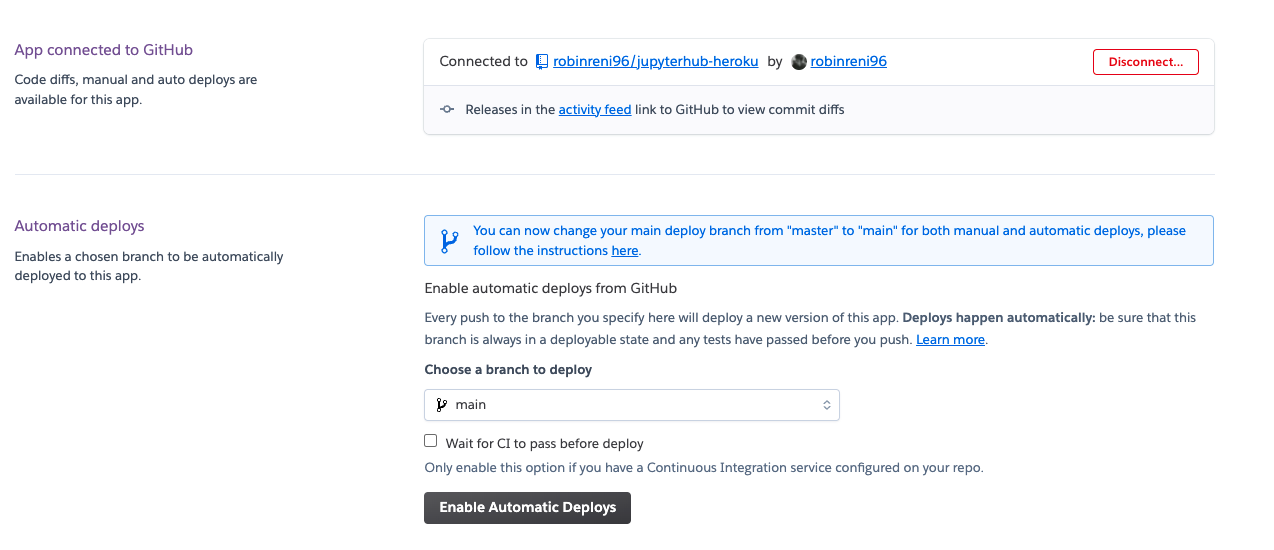 App connected to GitHub
Code diffs, manual and auto deploys are
available for this app.
Connected to robinreni96/jupyterhub-heroku by robinreni96
Disconnect...
Releases in the activity feed link to GitHub to view commit diffs
Automatic deploys
Enables a chosen branch to be automatically
deployed to this app.
You can now change your main deploy branch from "master" to "main" for both manual and automatic deploys, please
follow the instructions here.
Enable automatic deploys from GitHub
Every push to the branch you specify here will deploy a new version of this app. Deploys happen automatically: be sure that this
branch is always in a deployable state and any tests have passed before you push. Learn more.
Choose a branch to deploy
main
Wait for CI to pass before deploy
Only enable this option if you have a Continuous Integration service configured on your repo.
Enable Automatic Deploys